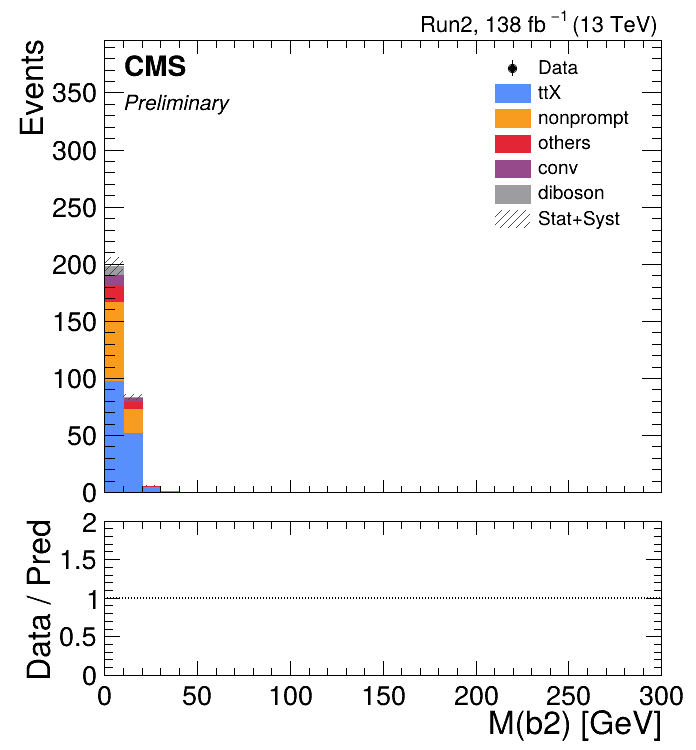 Run2, 138 fb⁻¹ (13 TeV)
CMS
Preliminary
Events
350
300
250
200
150
100
50
0
Data
ttX
nonprompt
others
conv
diboson
Stat+Syst
Data / Pred
2
1.5
1
0.5
0
0 50 100 150 200 250 300
M(b2) [GeV]